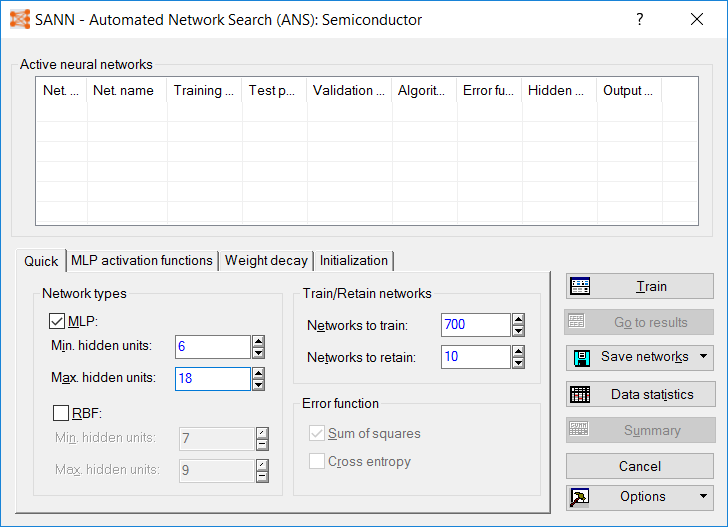 SANN - Automated Network Search (ANS): Semiconductor
Active neural networks
Net. ... Net. name Training ... Test p... Validation ... Algorit... Error fu... Hidden ... Output ...
Quick MLP activation functions Weight decay Initialization
Network types
MLP:
Min. hidden units: 6
Max. hidden units: 18
RBF:
Min. hidden units: 7
Max. hidden units: 9
Train/Retain networks
Networks to train: 700
Networks to retain: 10
Error function
Sum of squares
Cross entropy
Train
Go to results
Save networks
Data statistics
Summary
Cancel
Options